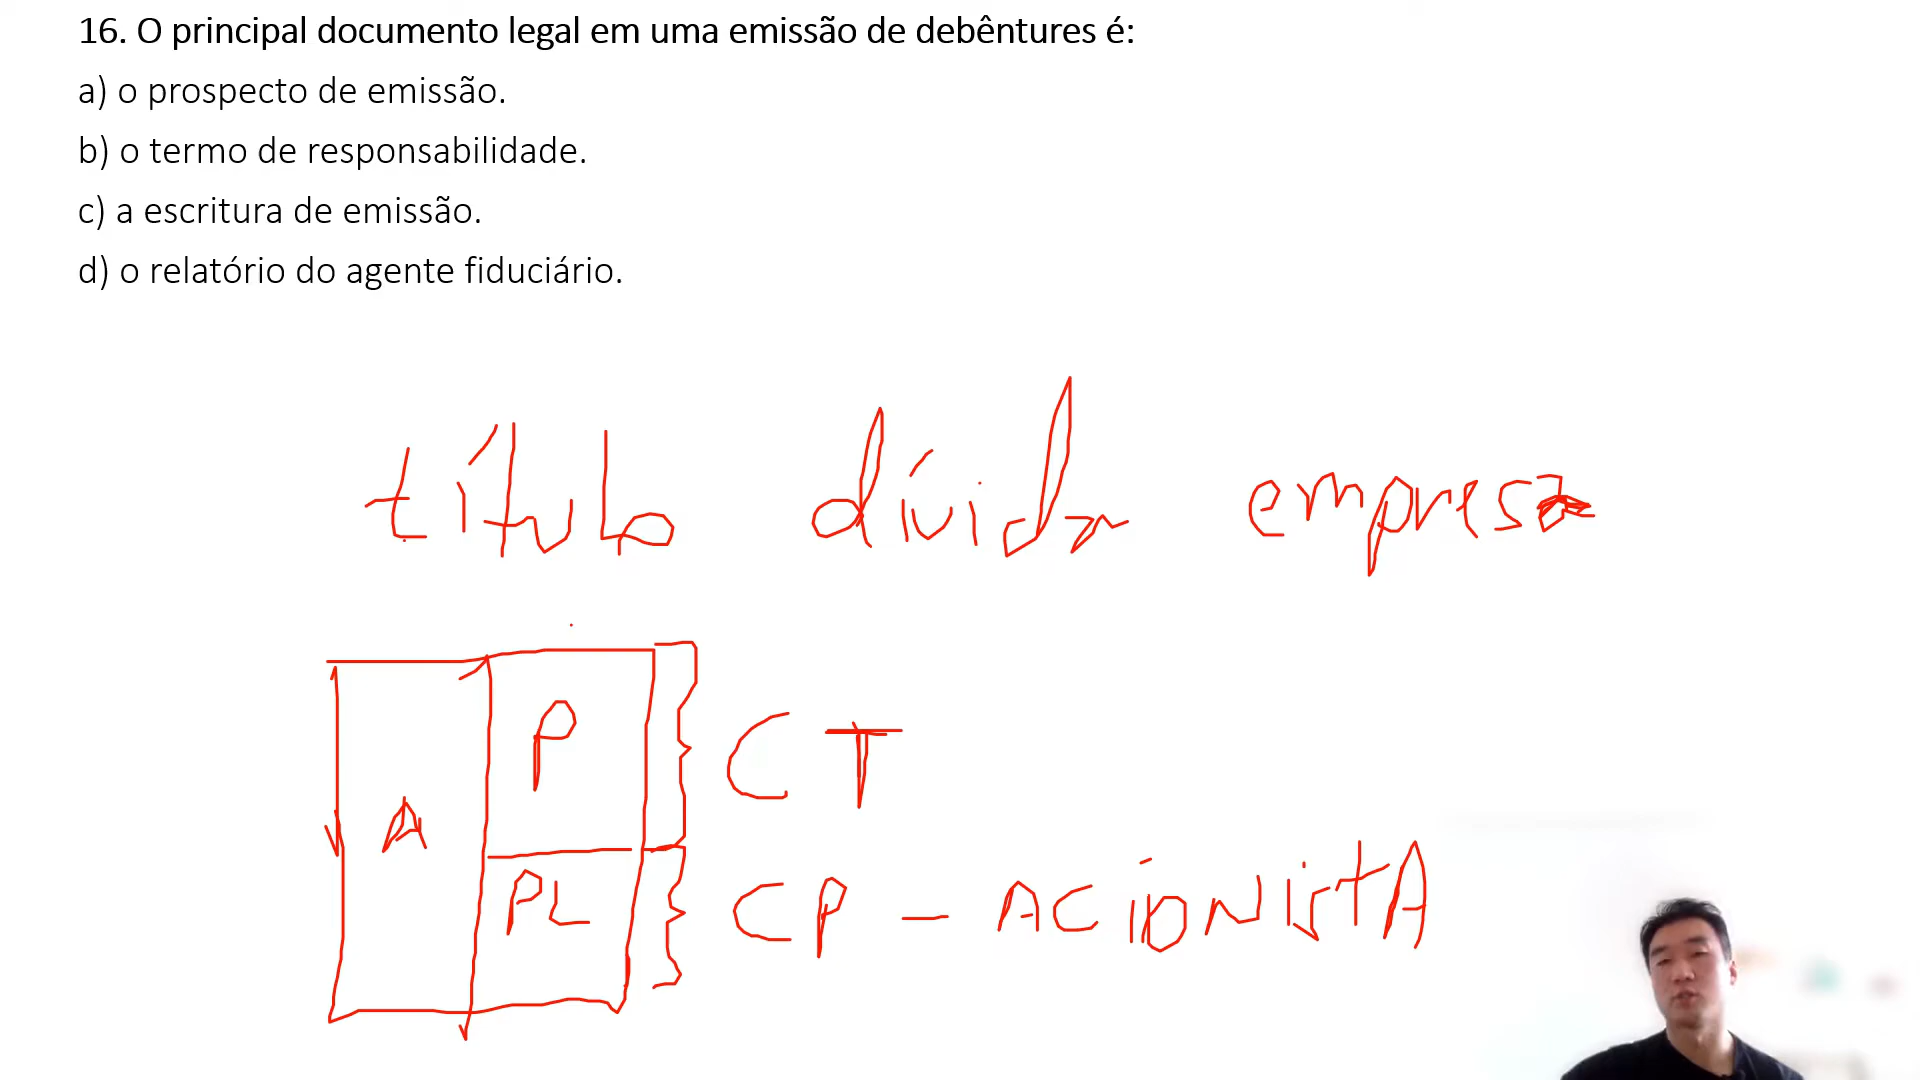 16. O principal documento legal em uma emissão de debêntures é:
a) o prospecto de emissão.
b) o termo de responsabilidade.
c) a escritura de emissão.
d) o relatório do agente fiduciário.
título dívida empresa
P
CT
A
PL
CP - ACIONISTA